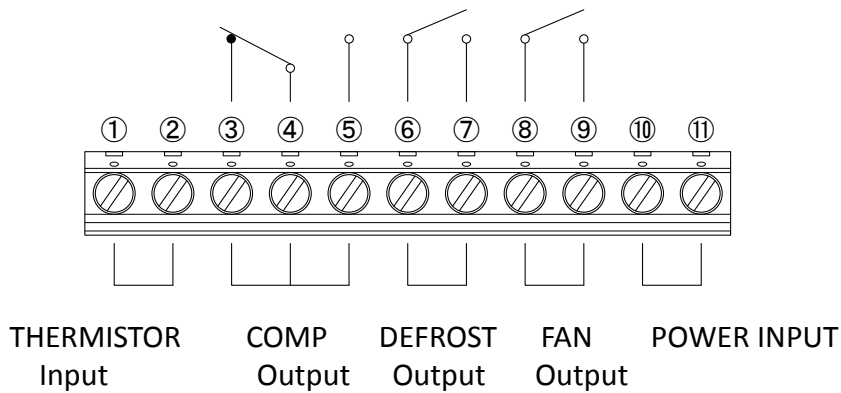 ① ② ③ ④ ⑤ ⑥ ⑦ ⑧ ⑨ ⑩ ⑪
THERMISTOR COMP DEFROST FAN POWER INPUT
Input Output Output Output